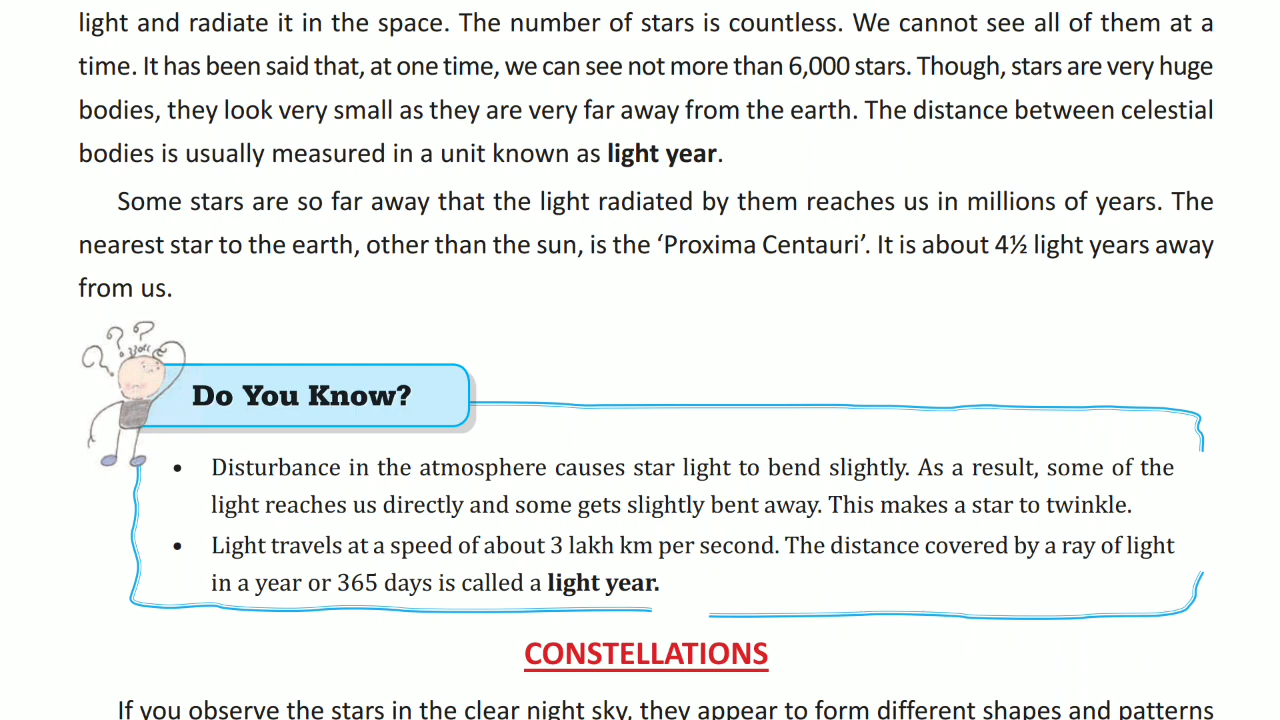 light and radiate it in the space. The number of stars is countless. We cannot see all of them at a
time. It has been said that, at one time, we can see not more than 6,000 stars. Though, stars are very huge
bodies, they look very small as they are very far away from the earth. The distance between celestial
bodies is usually measured in a unit known as light year.
Some stars are so far away that the light radiated by them reaches us in millions of years. The
nearest star to the earth, other than the sun, is the ‘Proxima Centauri’. It is about 4½ light years away
from us.
? ? ?
?
Do You Know?
• Disturbance in the atmosphere causes star light to bend slightly. As a result, some of the
light reaches us directly and some gets slightly bent away. This makes a star to twinkle.
• Light travels at a speed of about 3 lakh km per second. The distance covered by a ray of light
in a year or 365 days is called a light year.
CONSTELLATIONS
If you observe the stars in the clear night sky, they appear to form different shapes and patterns